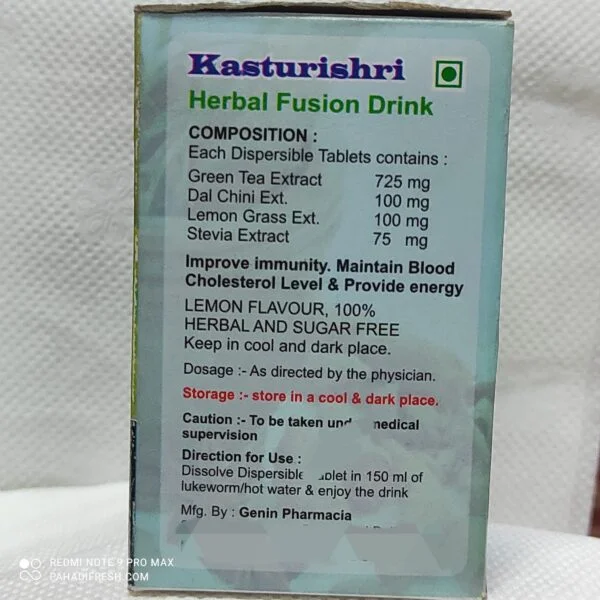 Kasturishri
Herbal Fusion Drink
COMPOSITION :
Each Dispersible Tablets contains :
Green Tea Extract 725 mg
Dal Chini Ext. 100 mg
Lemon Grass Ext. 100 mg
Stevia Extract 75 mg
Improve immunity. Maintain Blood
Cholesterol Level & Provide energy
LEMON FLAVOUR, 100%
HERBAL AND SUGAR FREE
Keep in cool and dark place.
Dosage :- As directed by the physician.
Storage :- store in a cool & dark place.
Caution :- To be taken
supervision
Direction for Use :
Dissolve in 150 ml of
lukeworm/hot water & enjoy the drink
Mfg. By : Genin Pharmacia
REDMI NOTE 9 PRO MAX
PAHADIFRESH.COM